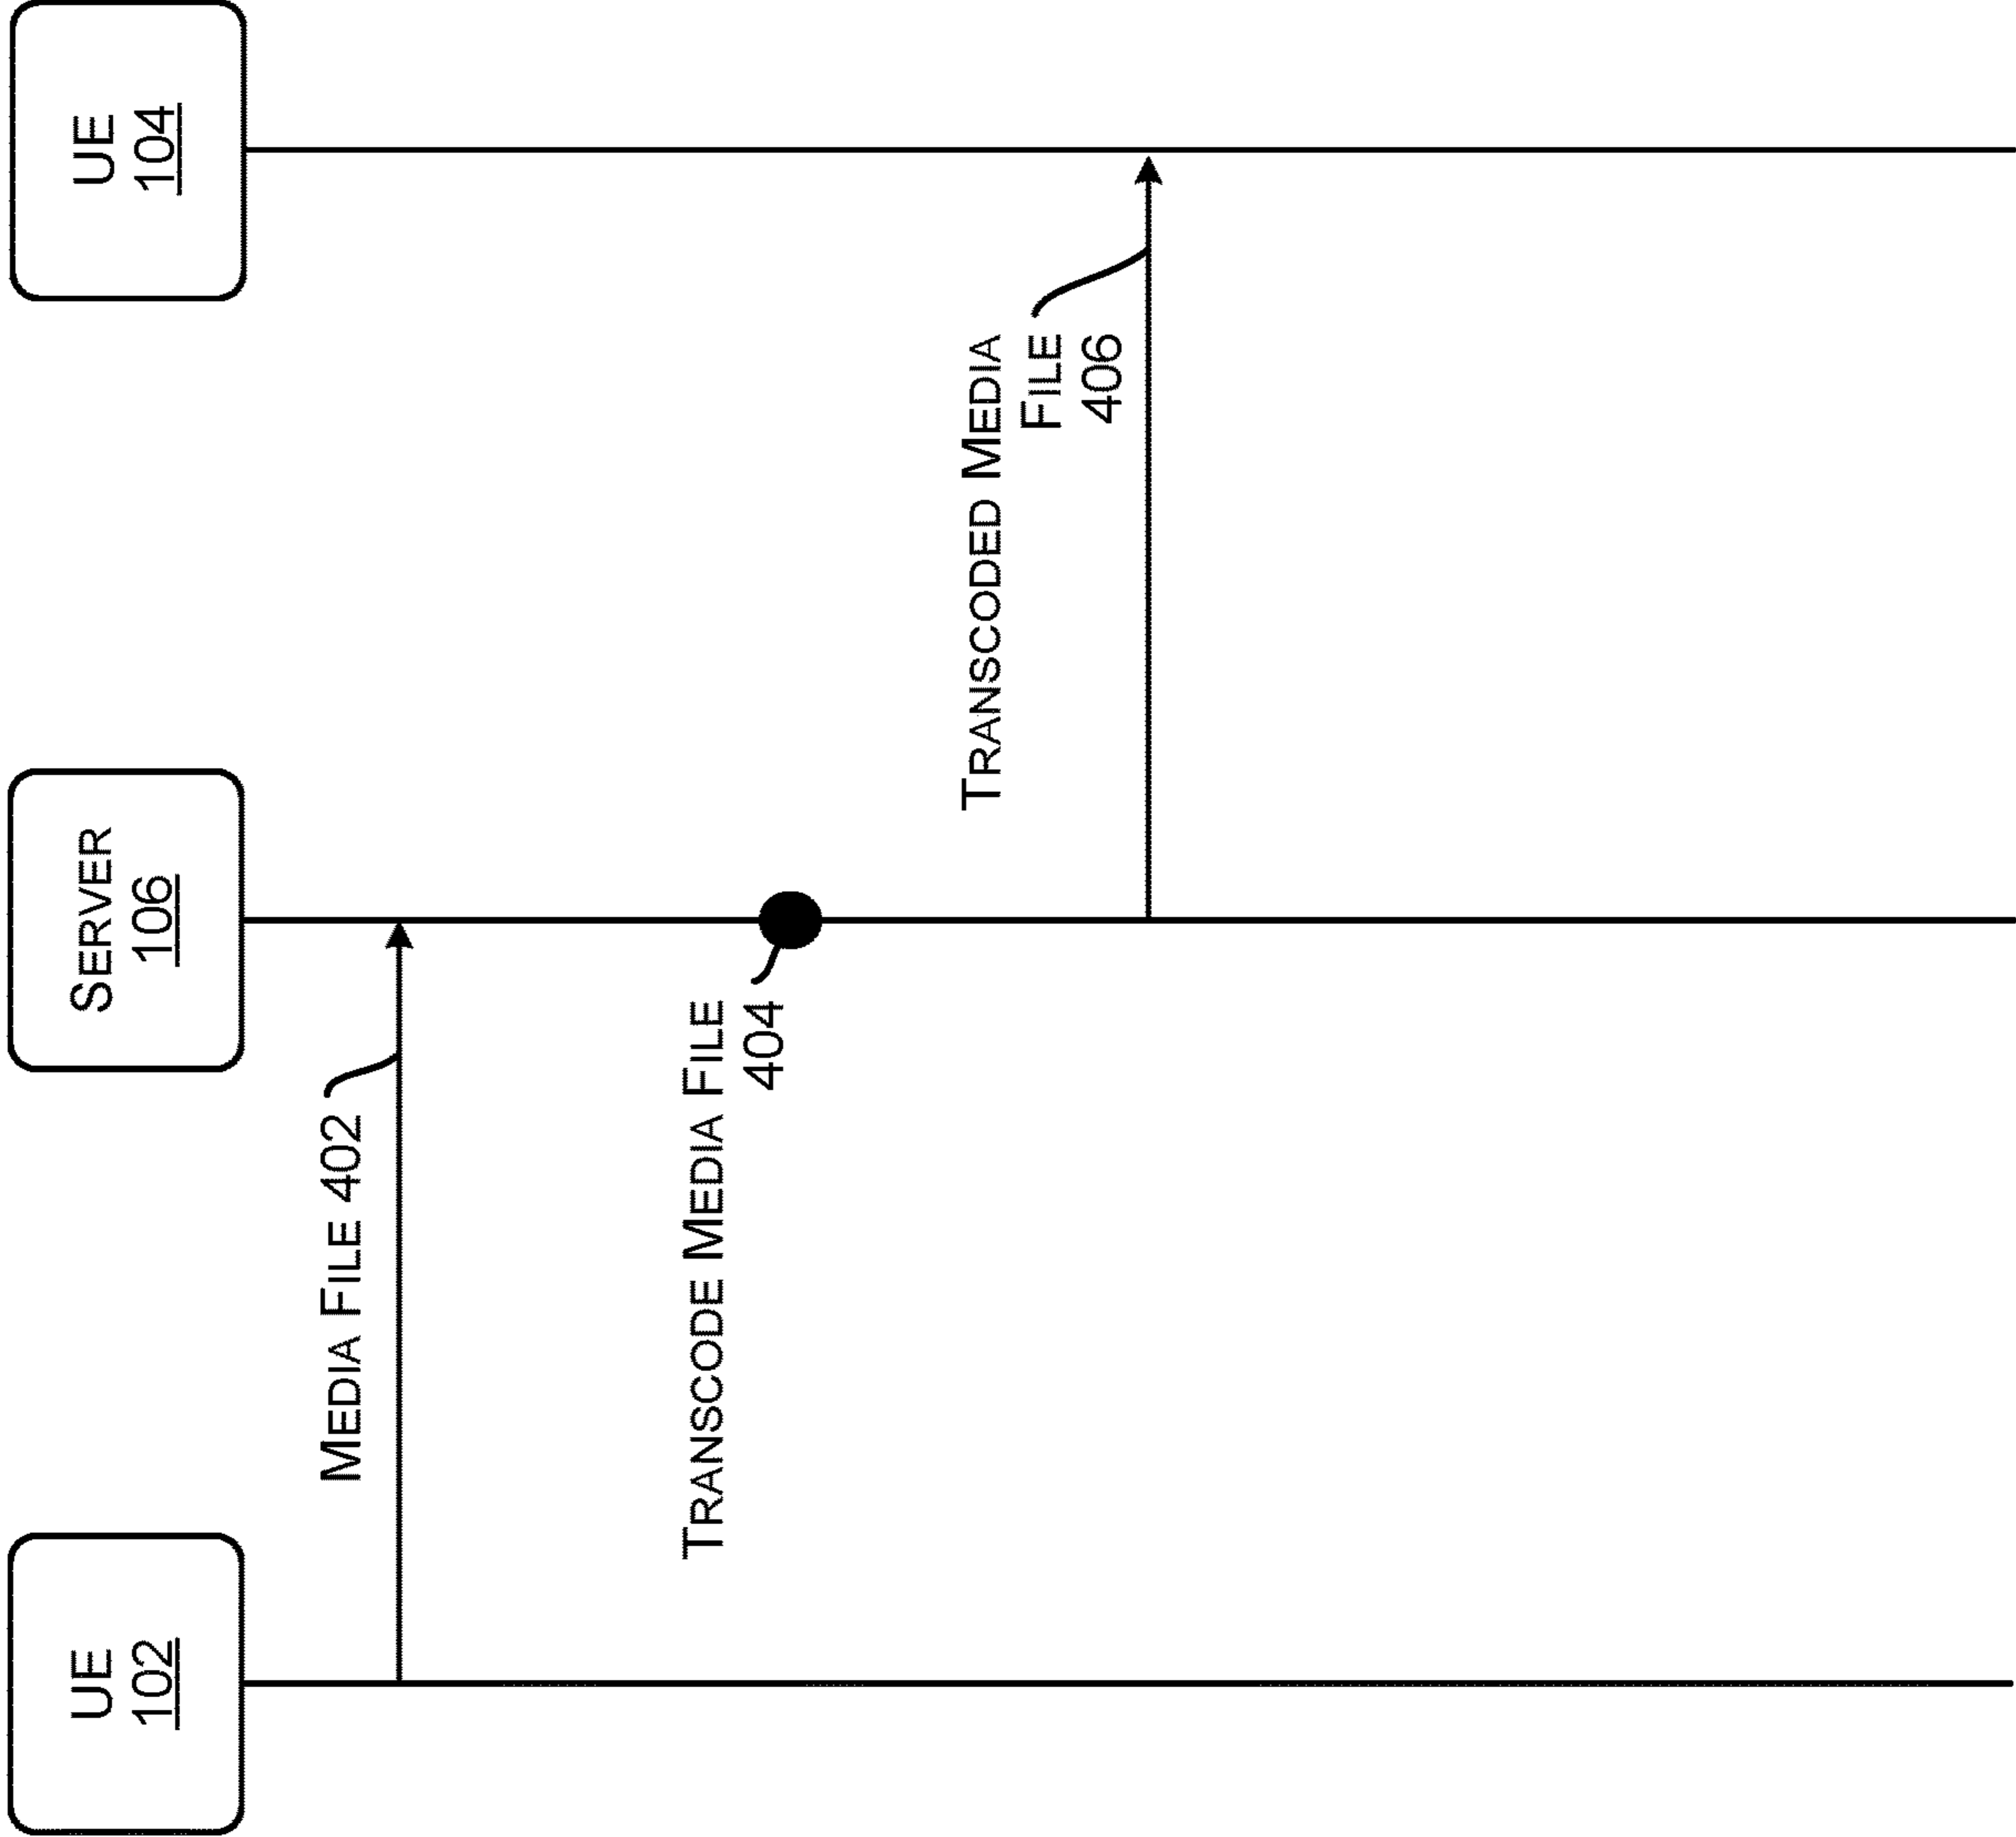 UE
102
SERVER
106
UE
104
MEDIA FILE 402
TRANSCODE MEDIA FILE
404
TRANSCODED MEDIA
FILE
406